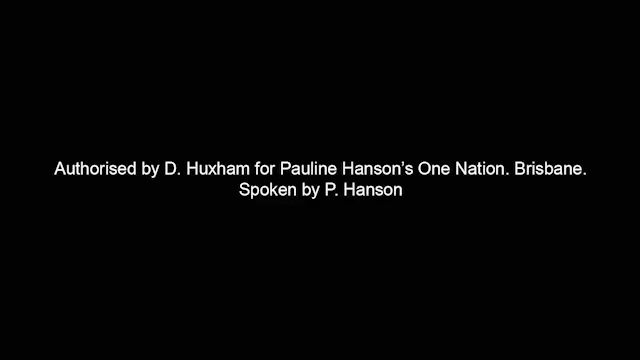 Authorised by D. Huxham for Pauline Hanson’s One Nation. Brisbane.
Spoken by P. Hanson